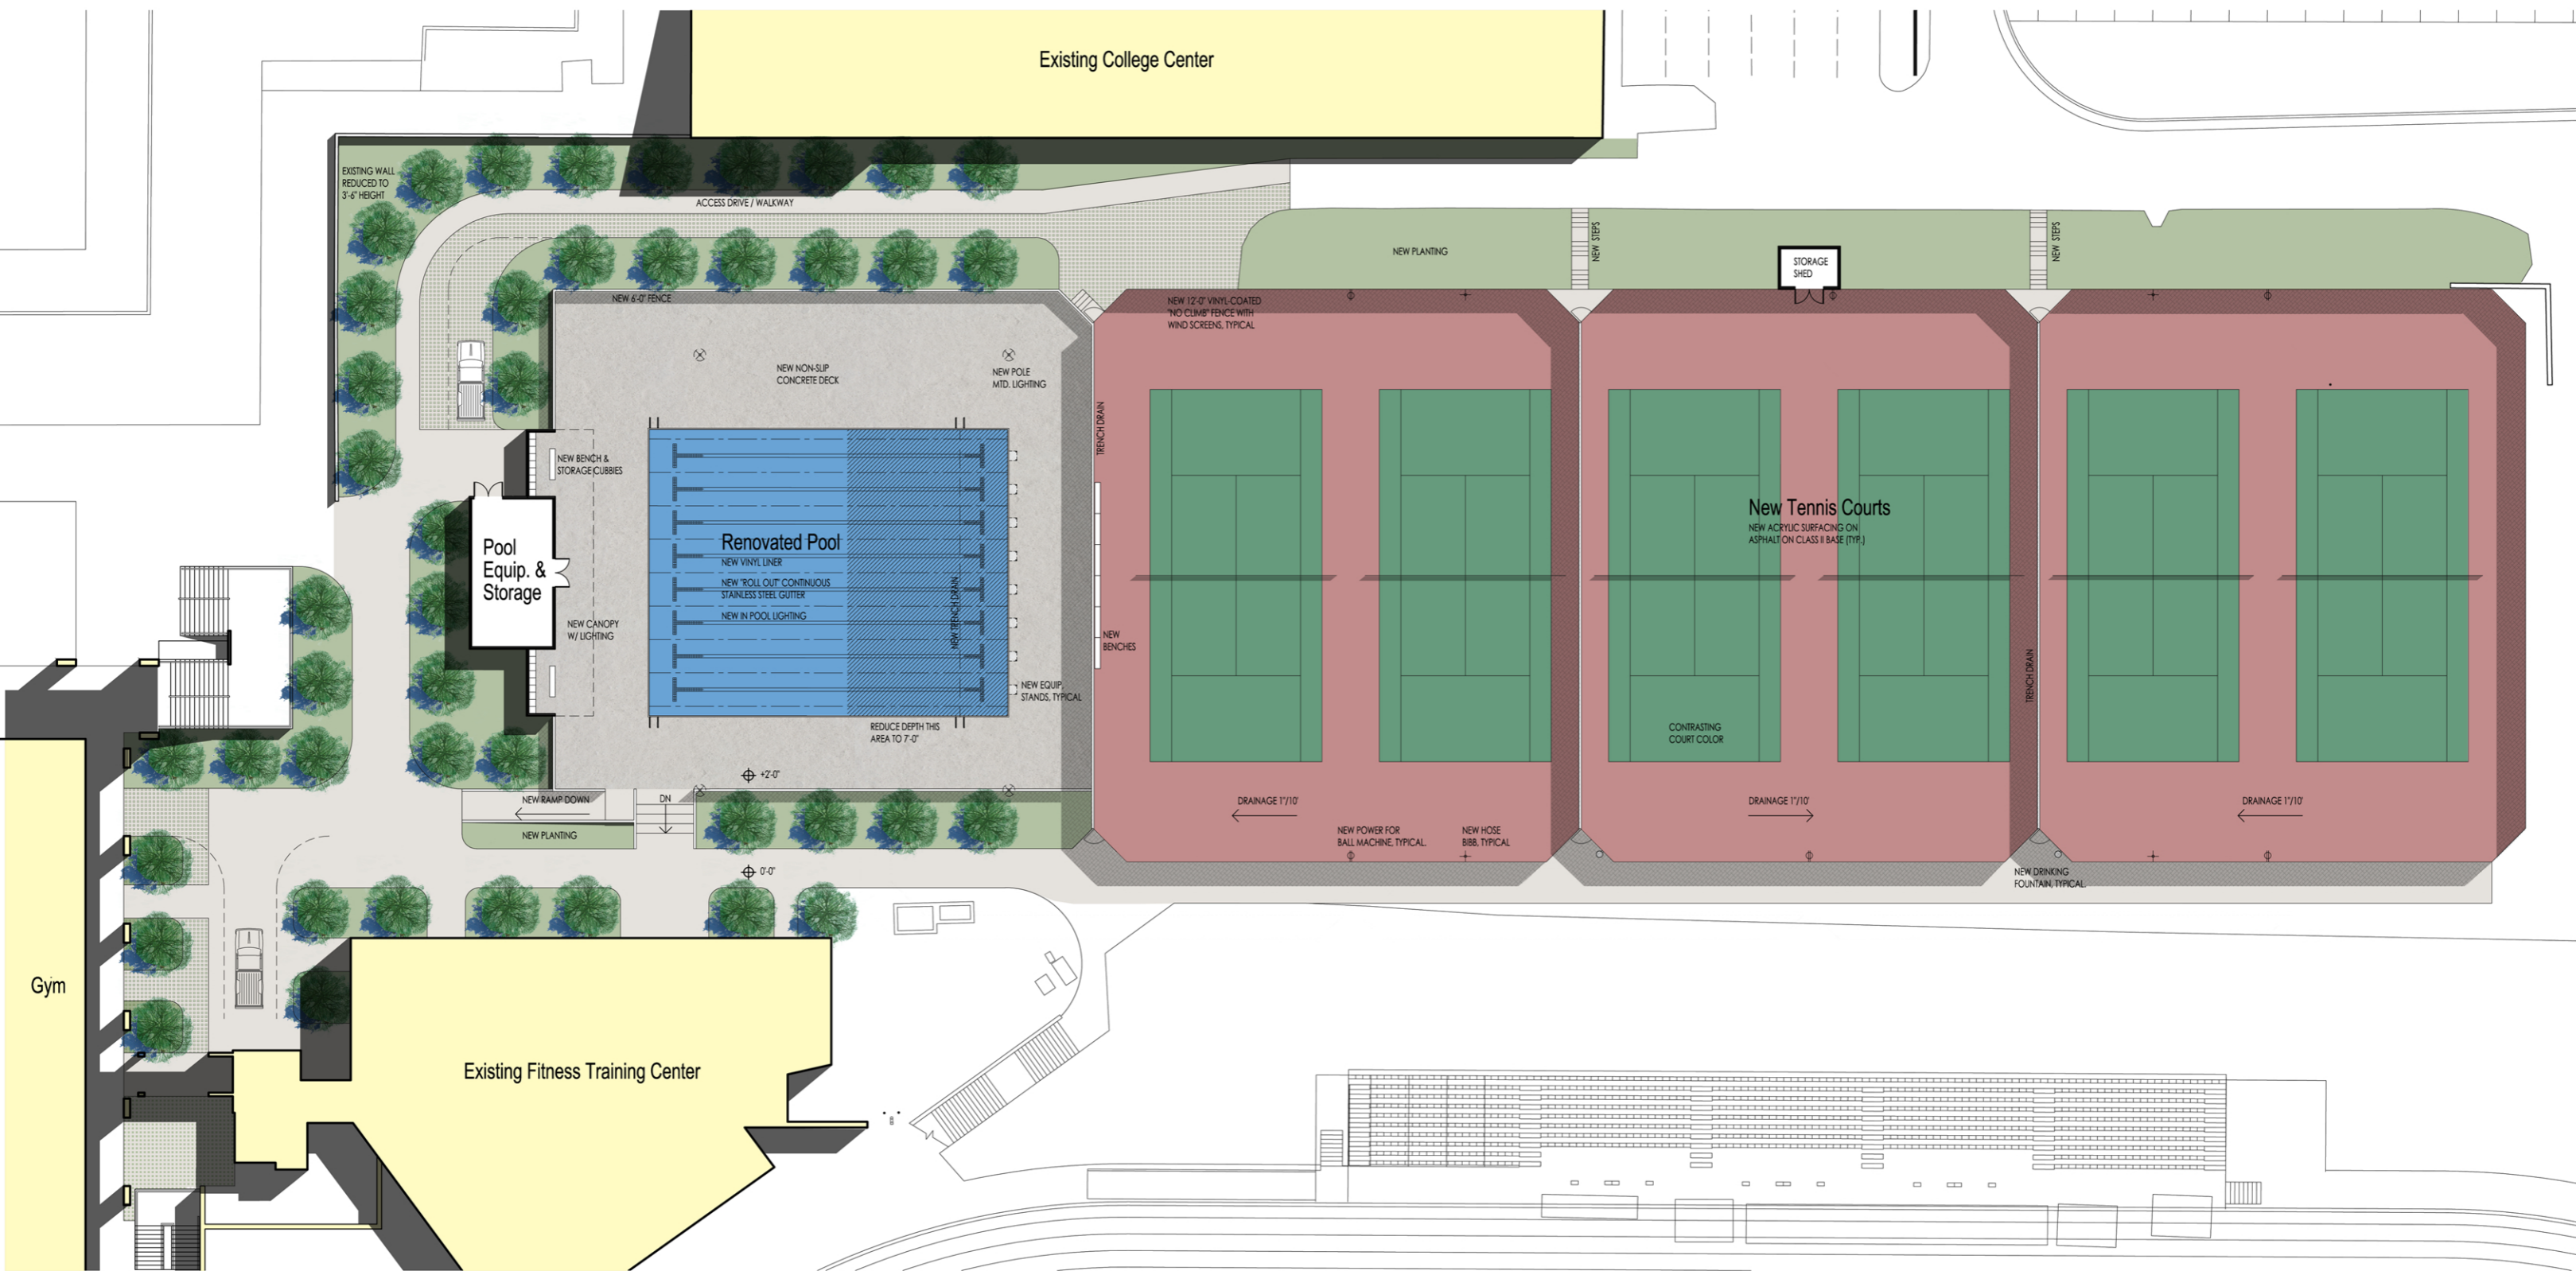 Existing College Center
EXISTING WALL
REDUCED TO
3'-6" HEIGHT
ACCESS DRIVE / WALKWAY
NEW PLANTING
NEW STEPS
STORAGE
SHED
NEW STEPS
NEW 6'-0" FENCE
NEW 12'-0" VINYL-COATED
"NO CLIMB" FENCE WITH
WIND SCREENS, TYPICAL
NEW NON-SLIP
CONCRETE DECK
NEW POLE
MTD. LIGHTING
TRENCH DRAIN
NEW BENCH &
STORAGE CUBBIES
Pool
Equip. &
Storage
NEW CANOPY
W/ LIGHTING
Renovated Pool
NEW VINYL LINER
NEW "ROLL OUT" CONTINUOUS
STAINLESS STEEL GUTTER
NEW IN POOL LIGHTING
NEW TRENCH DRAIN
New Tennis Courts
NEW ACRYLIC SURFACING ON
ASPHALT ON CLASS II BASE (TYP.)
NEW
BENCHES
NEW EQUIP.
STANDS, TYPICAL
TRENCH DRAIN
REDUCE DEPTH THIS
AREA TO 7'-0"
CONTRASTING
COURT COLOR
+2'-0"
NEW RAMP DOWN
DN
DRAINAGE 1"/10'
DRAINAGE 1"/10'
DRAINAGE 1"/10'
NEW PLANTING
NEW POWER FOR
BALL MACHINE, TYPICAL.
NEW HOSE
BIBB, TYPICAL
0'-0"
NEW DRINKING
FOUNTAIN, TYPICAL.
Gym
Existing Fitness Training Center